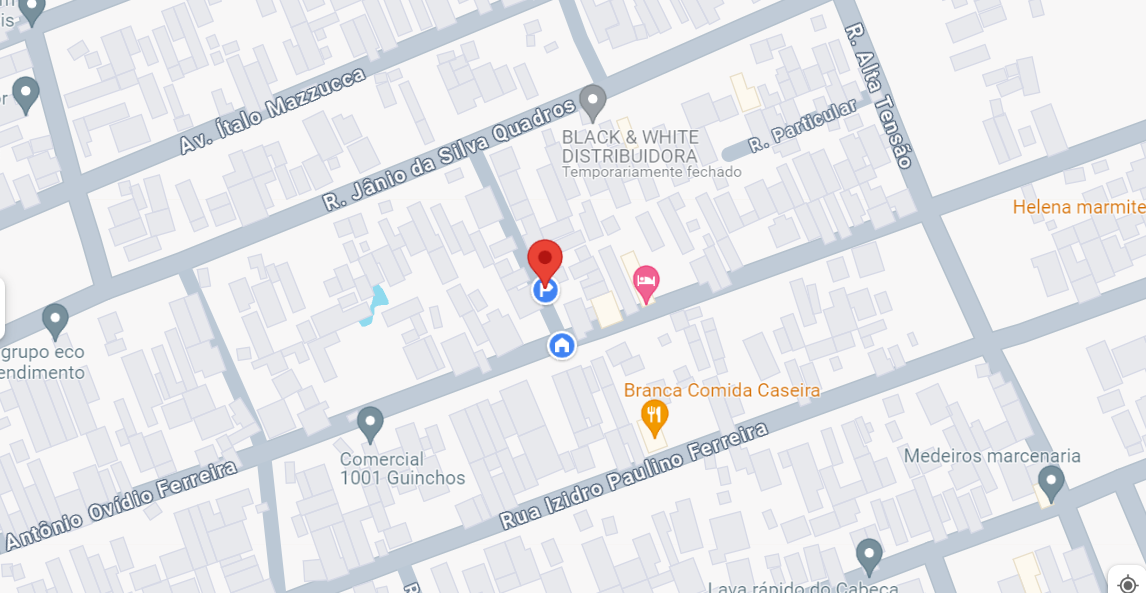 is
Av. Ítalo Mazzucca
R. Jânio da Silva Quadros
BLACK & WHITE
DISTRIBUIDORA
Temporariamente fechado
R. Particular
R. Alta Tensão
Helena marmite
grupo eco
endimento
P
Branca Comida Caseira
Comercial
1001 Guinchos
Antônio Ovídio Ferreira
Rua Izidro Paulino Ferreira
Medeiros marcenaria
Lava rápido do Cabeça
R